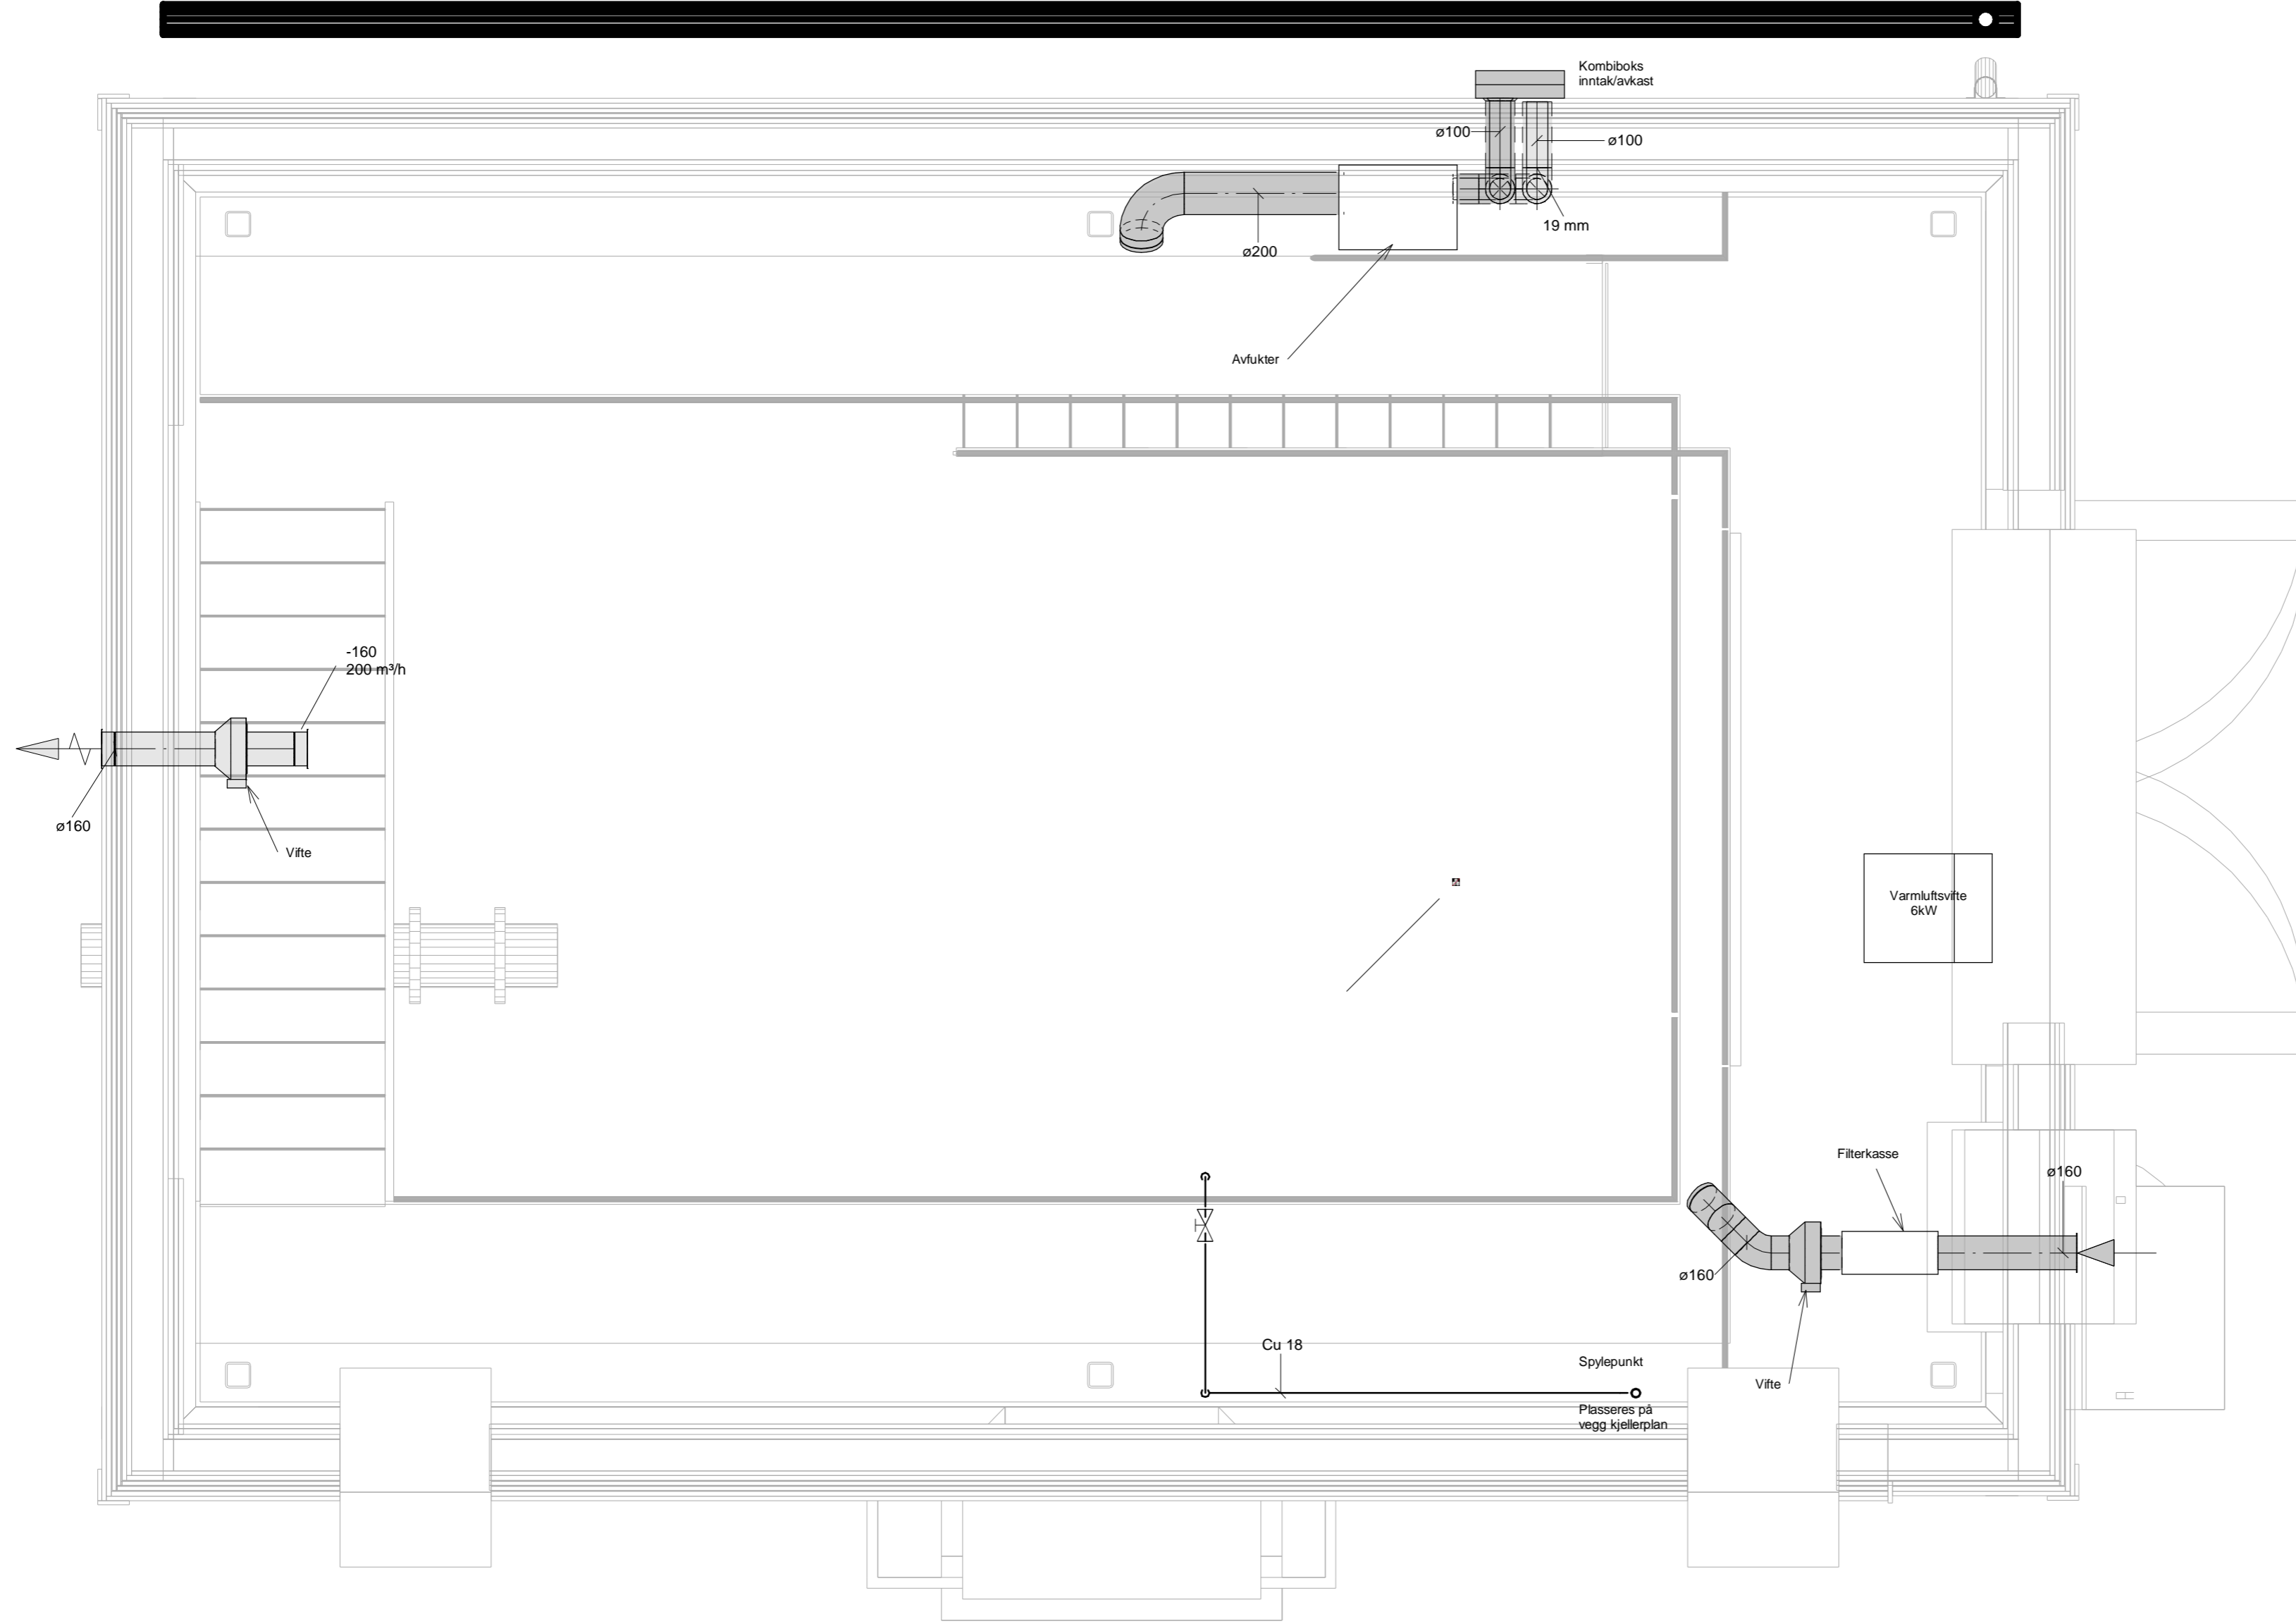 Kombiboks
inntak/avkast
ø100
ø100
19 mm
ø200
Avfukter
-160
200 m³/h
ø160
Vifte
Varmluftsvifte
6kW
Filterkasse
ø160
ø160
Cu 18
Spylepunkt
Vifte
Plasseres på
vegg kjellerplan